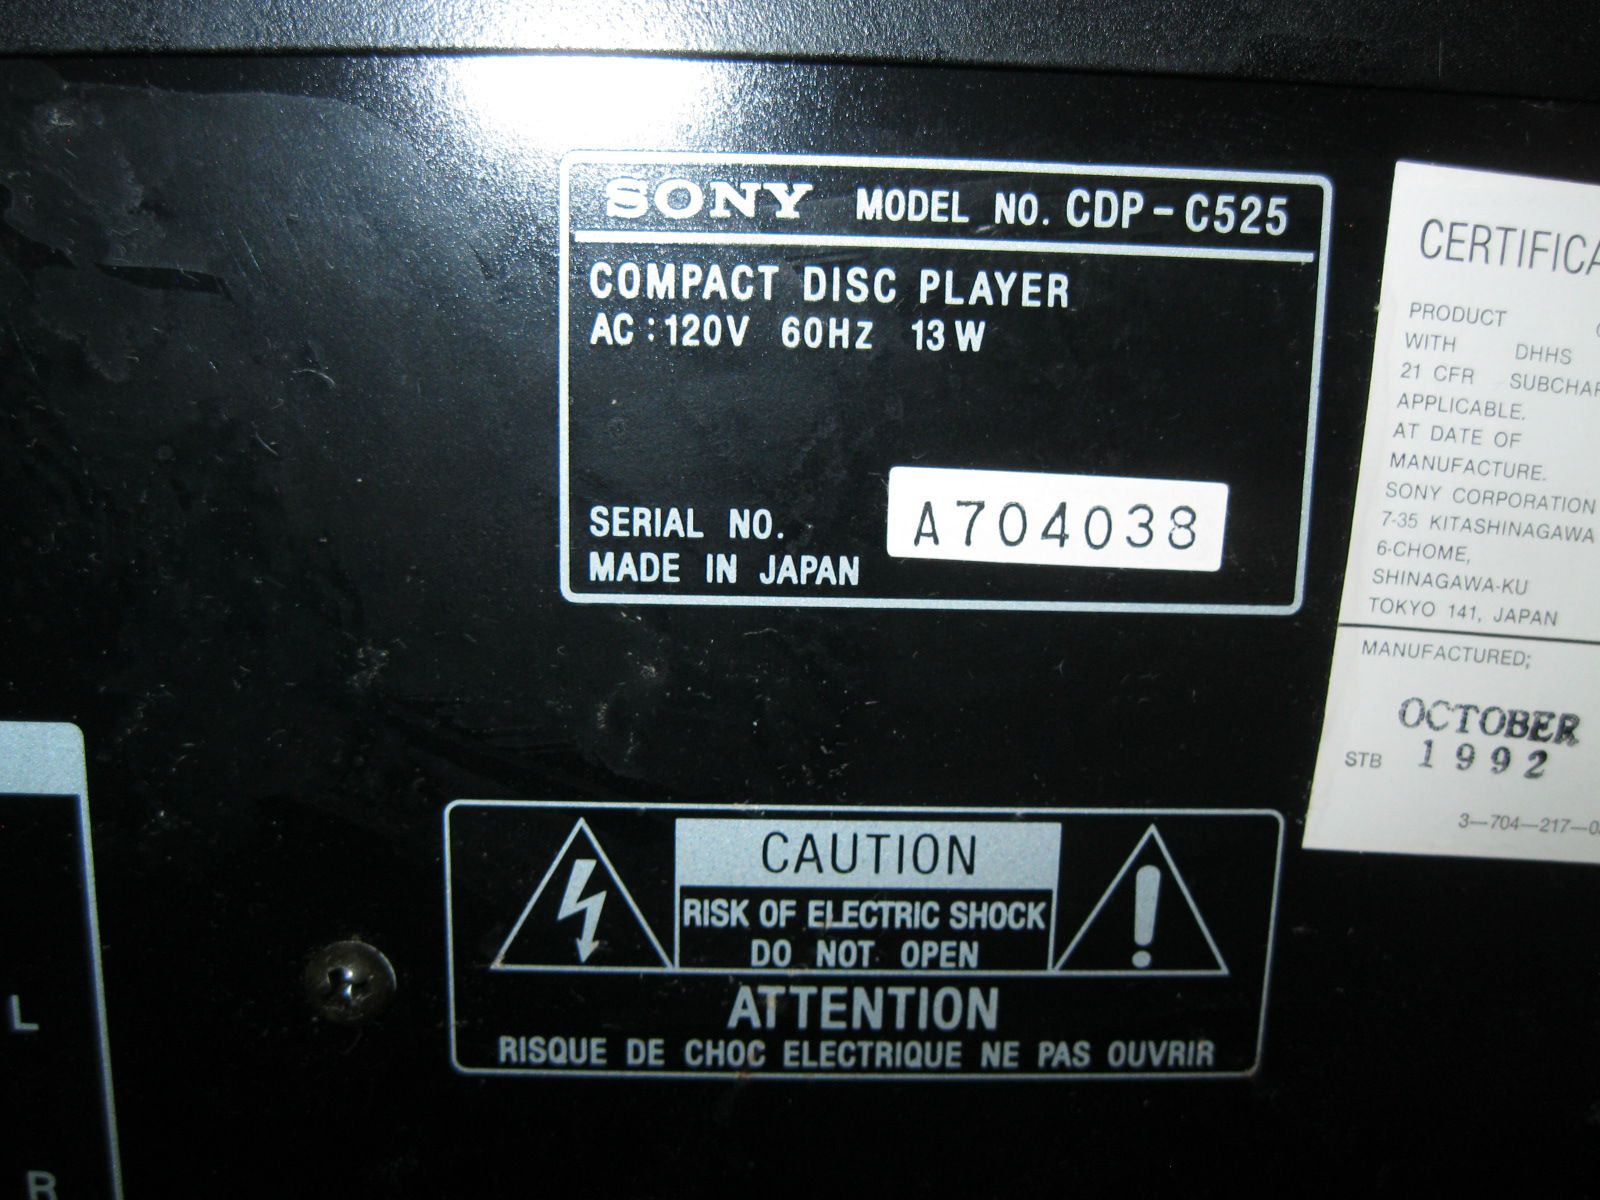 SONY MODEL NO. CDP-C525
COMPACT DISC PLAYER
AC:120V 60HZ 13W
SERIAL NO. A704038
MADE IN JAPAN
PRODUCT
WITH DHHS
21 CFR
APPLICABLE.
AT DATE OF
MANUFACTURE.
SONY CORPORATION
7-35 KITASHINAGAWA
6-CHOME,
SHINAGAWA-KU
TOKYO 141, JAPAN
MANUFACTURED;
OCTOBER
STB 1992
3-704-217-
CAUTION
RISK OF ELECTRIC SHOCK
DO NOT OPEN
ATTENTION
RISQUE DE CHOC ELECTRIQUE NE PAS OUVRIR
L
R